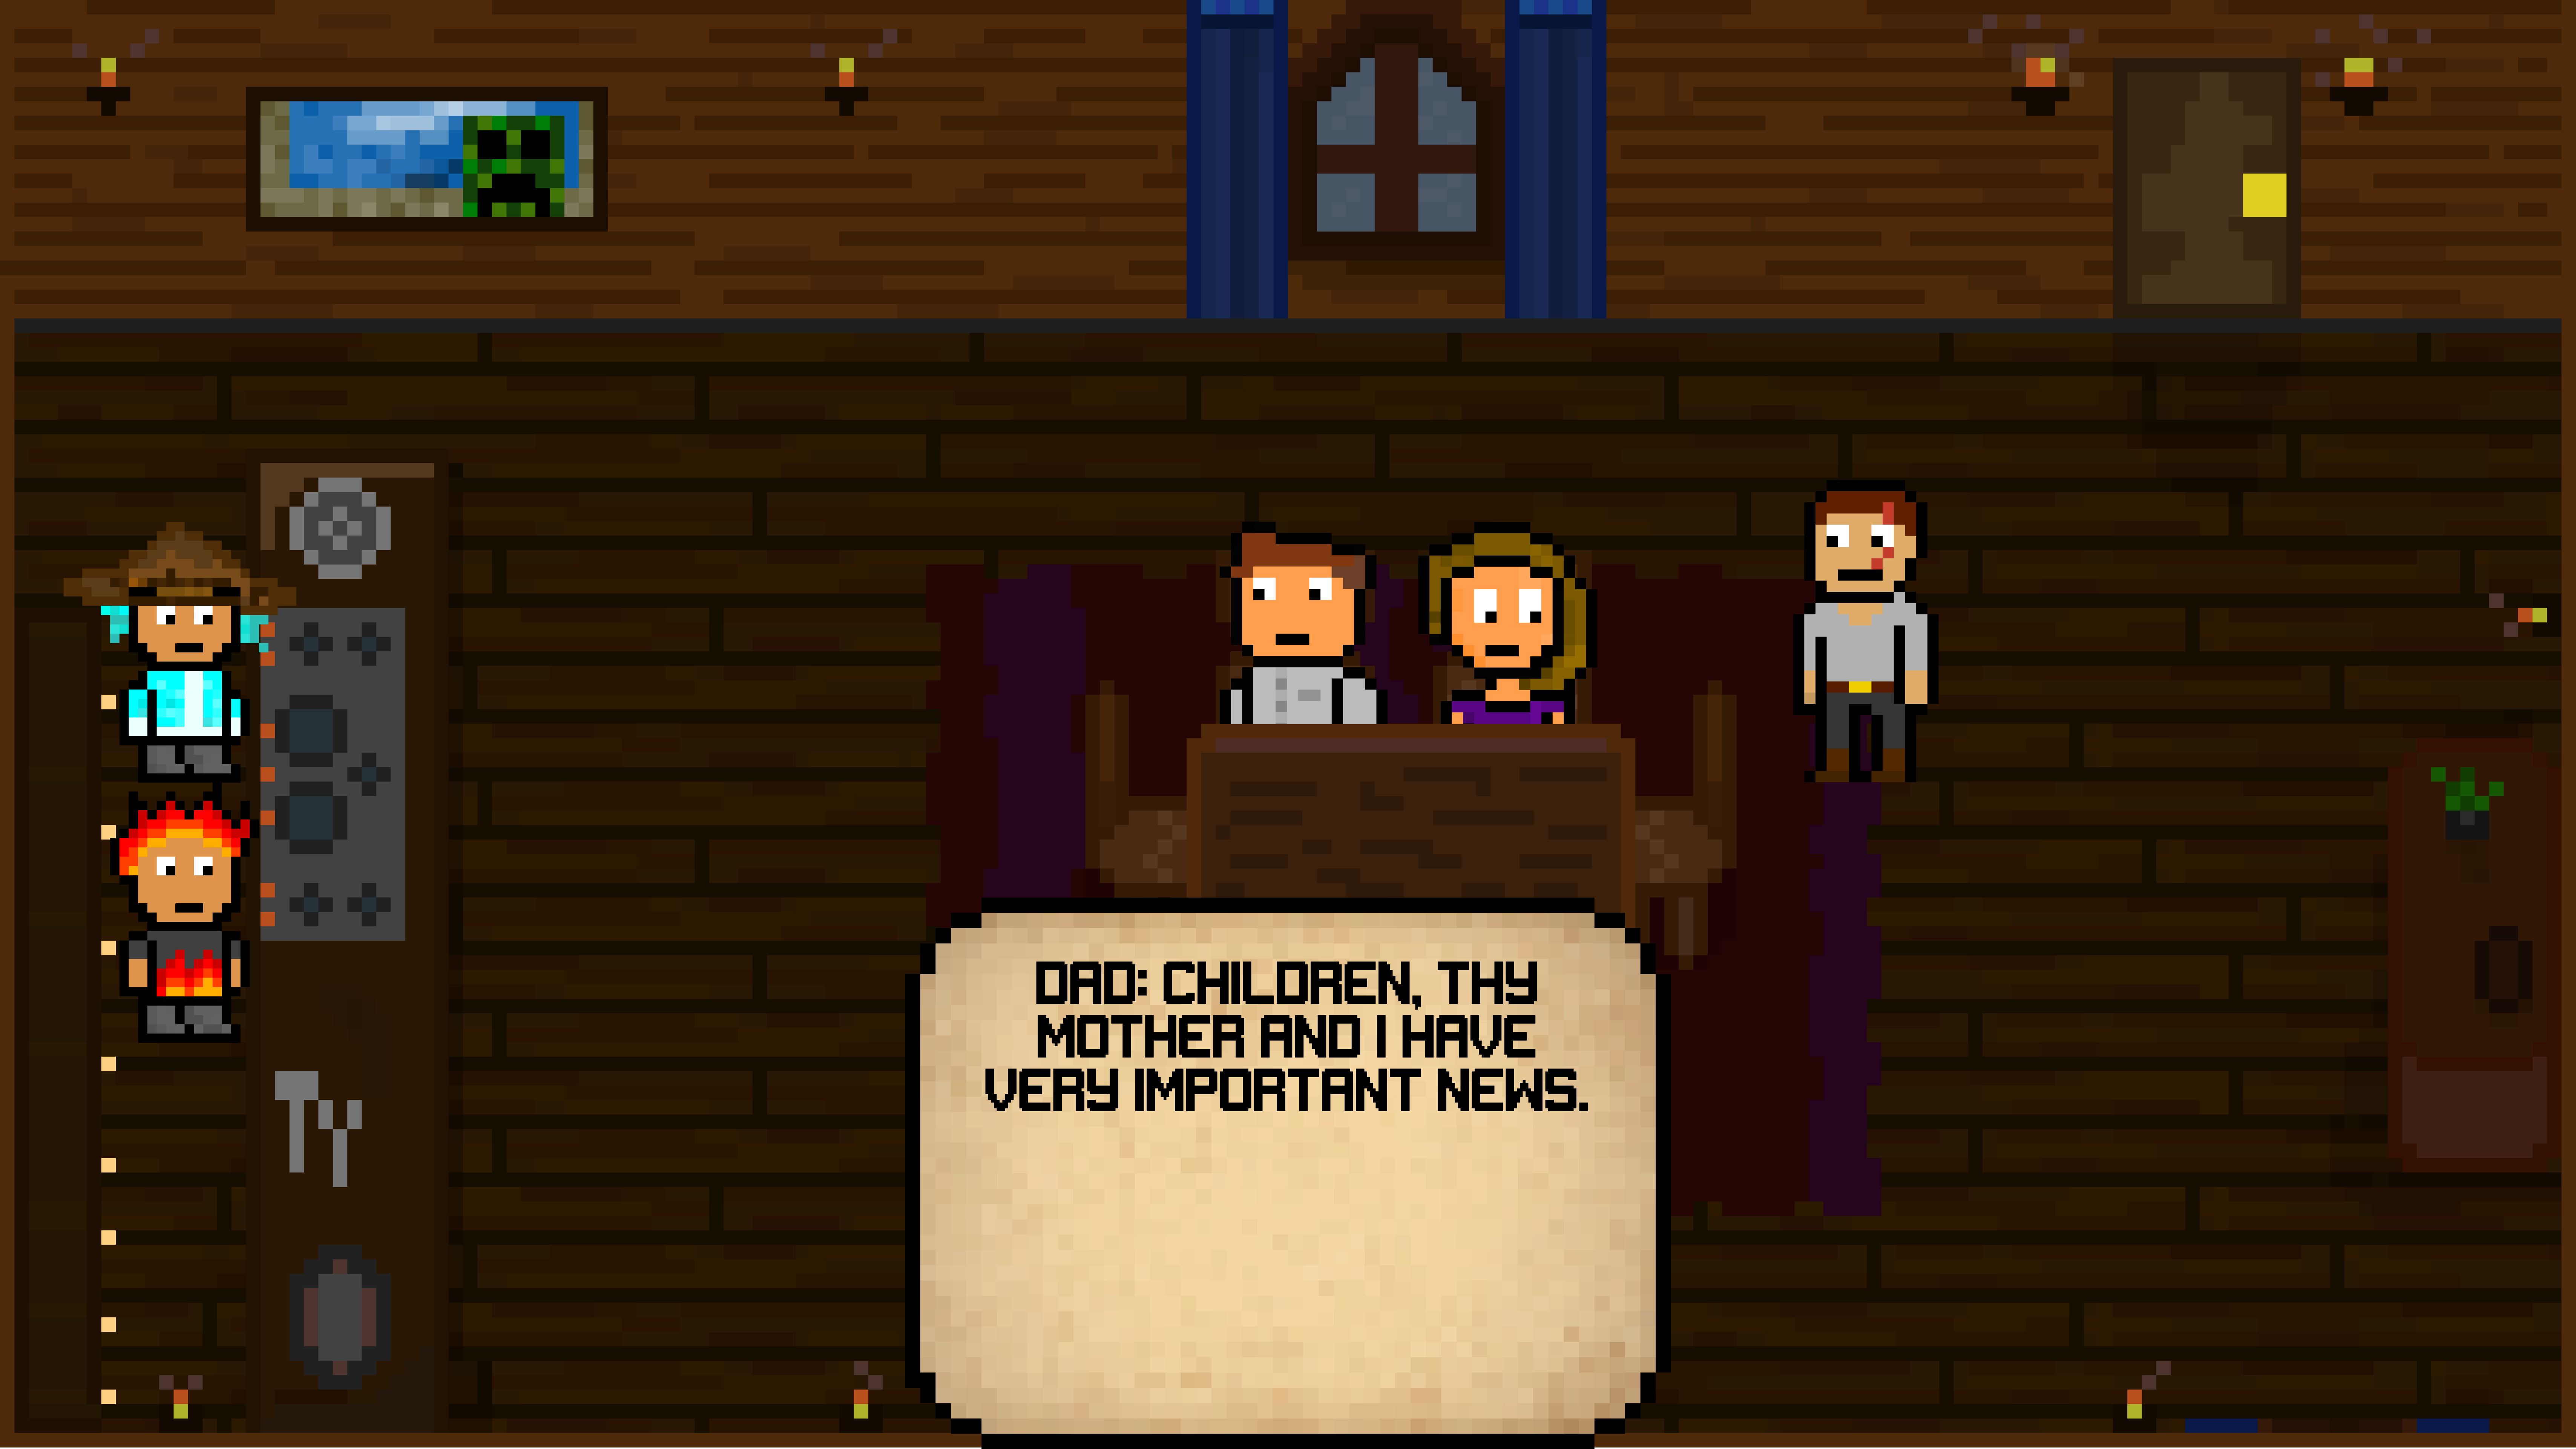 DAD: CHILDREN, THY
MOTHER AND I HAVE
VERY IMPORTANT NEWS.